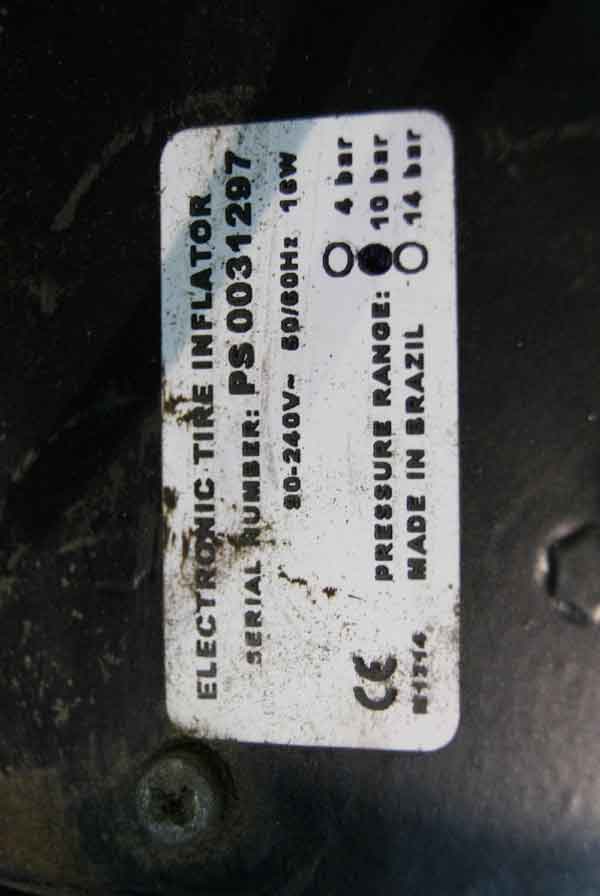 ELECTRONIC TIRE INFLATOR
SERIAL NUMBER: PS 0031297
90-240V~ 50/60Hz 18W
4 bar
PRESSURE RANGE: 10 bar
CE MADE IN BRAZIL 14 bar